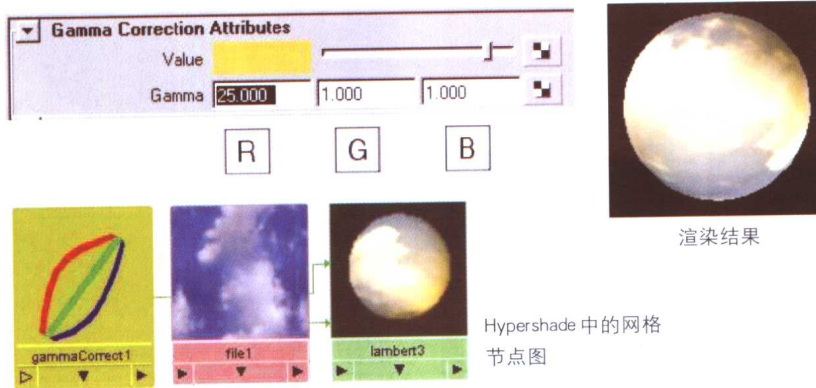 Gamma Correction Attributes
Value
Gamma 25.000 1.000 1.000
R G B
渲染结果
gammaCorrect1 file1 lambert3
Hypershade 中的网格
节点图